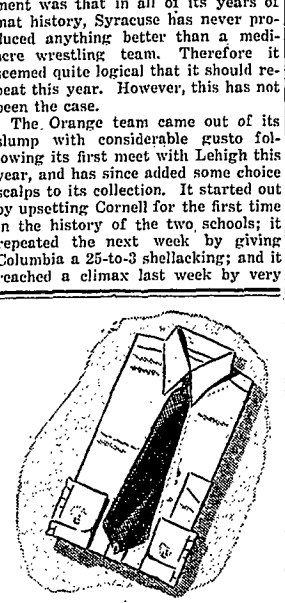 ment was that in all of its years of
mat history, Syracuse has never pro-
duced anything better than a medi-
ocre wrestling team. Therefore it
seemed quite logical that it should re-
peat this year. However, this has not
been the case.
The Orange team came out of its
slump with considerable gusto fol-
lowing its first meet with Lehigh this
year, and has since added some choice
scalps to its collection. It started out
by upsetting Cornell for the first time
in the history of the two schools; it
repeated the next week by giving
Columbia a 25-to-3 shellacking; and it
reached a climax last week by very